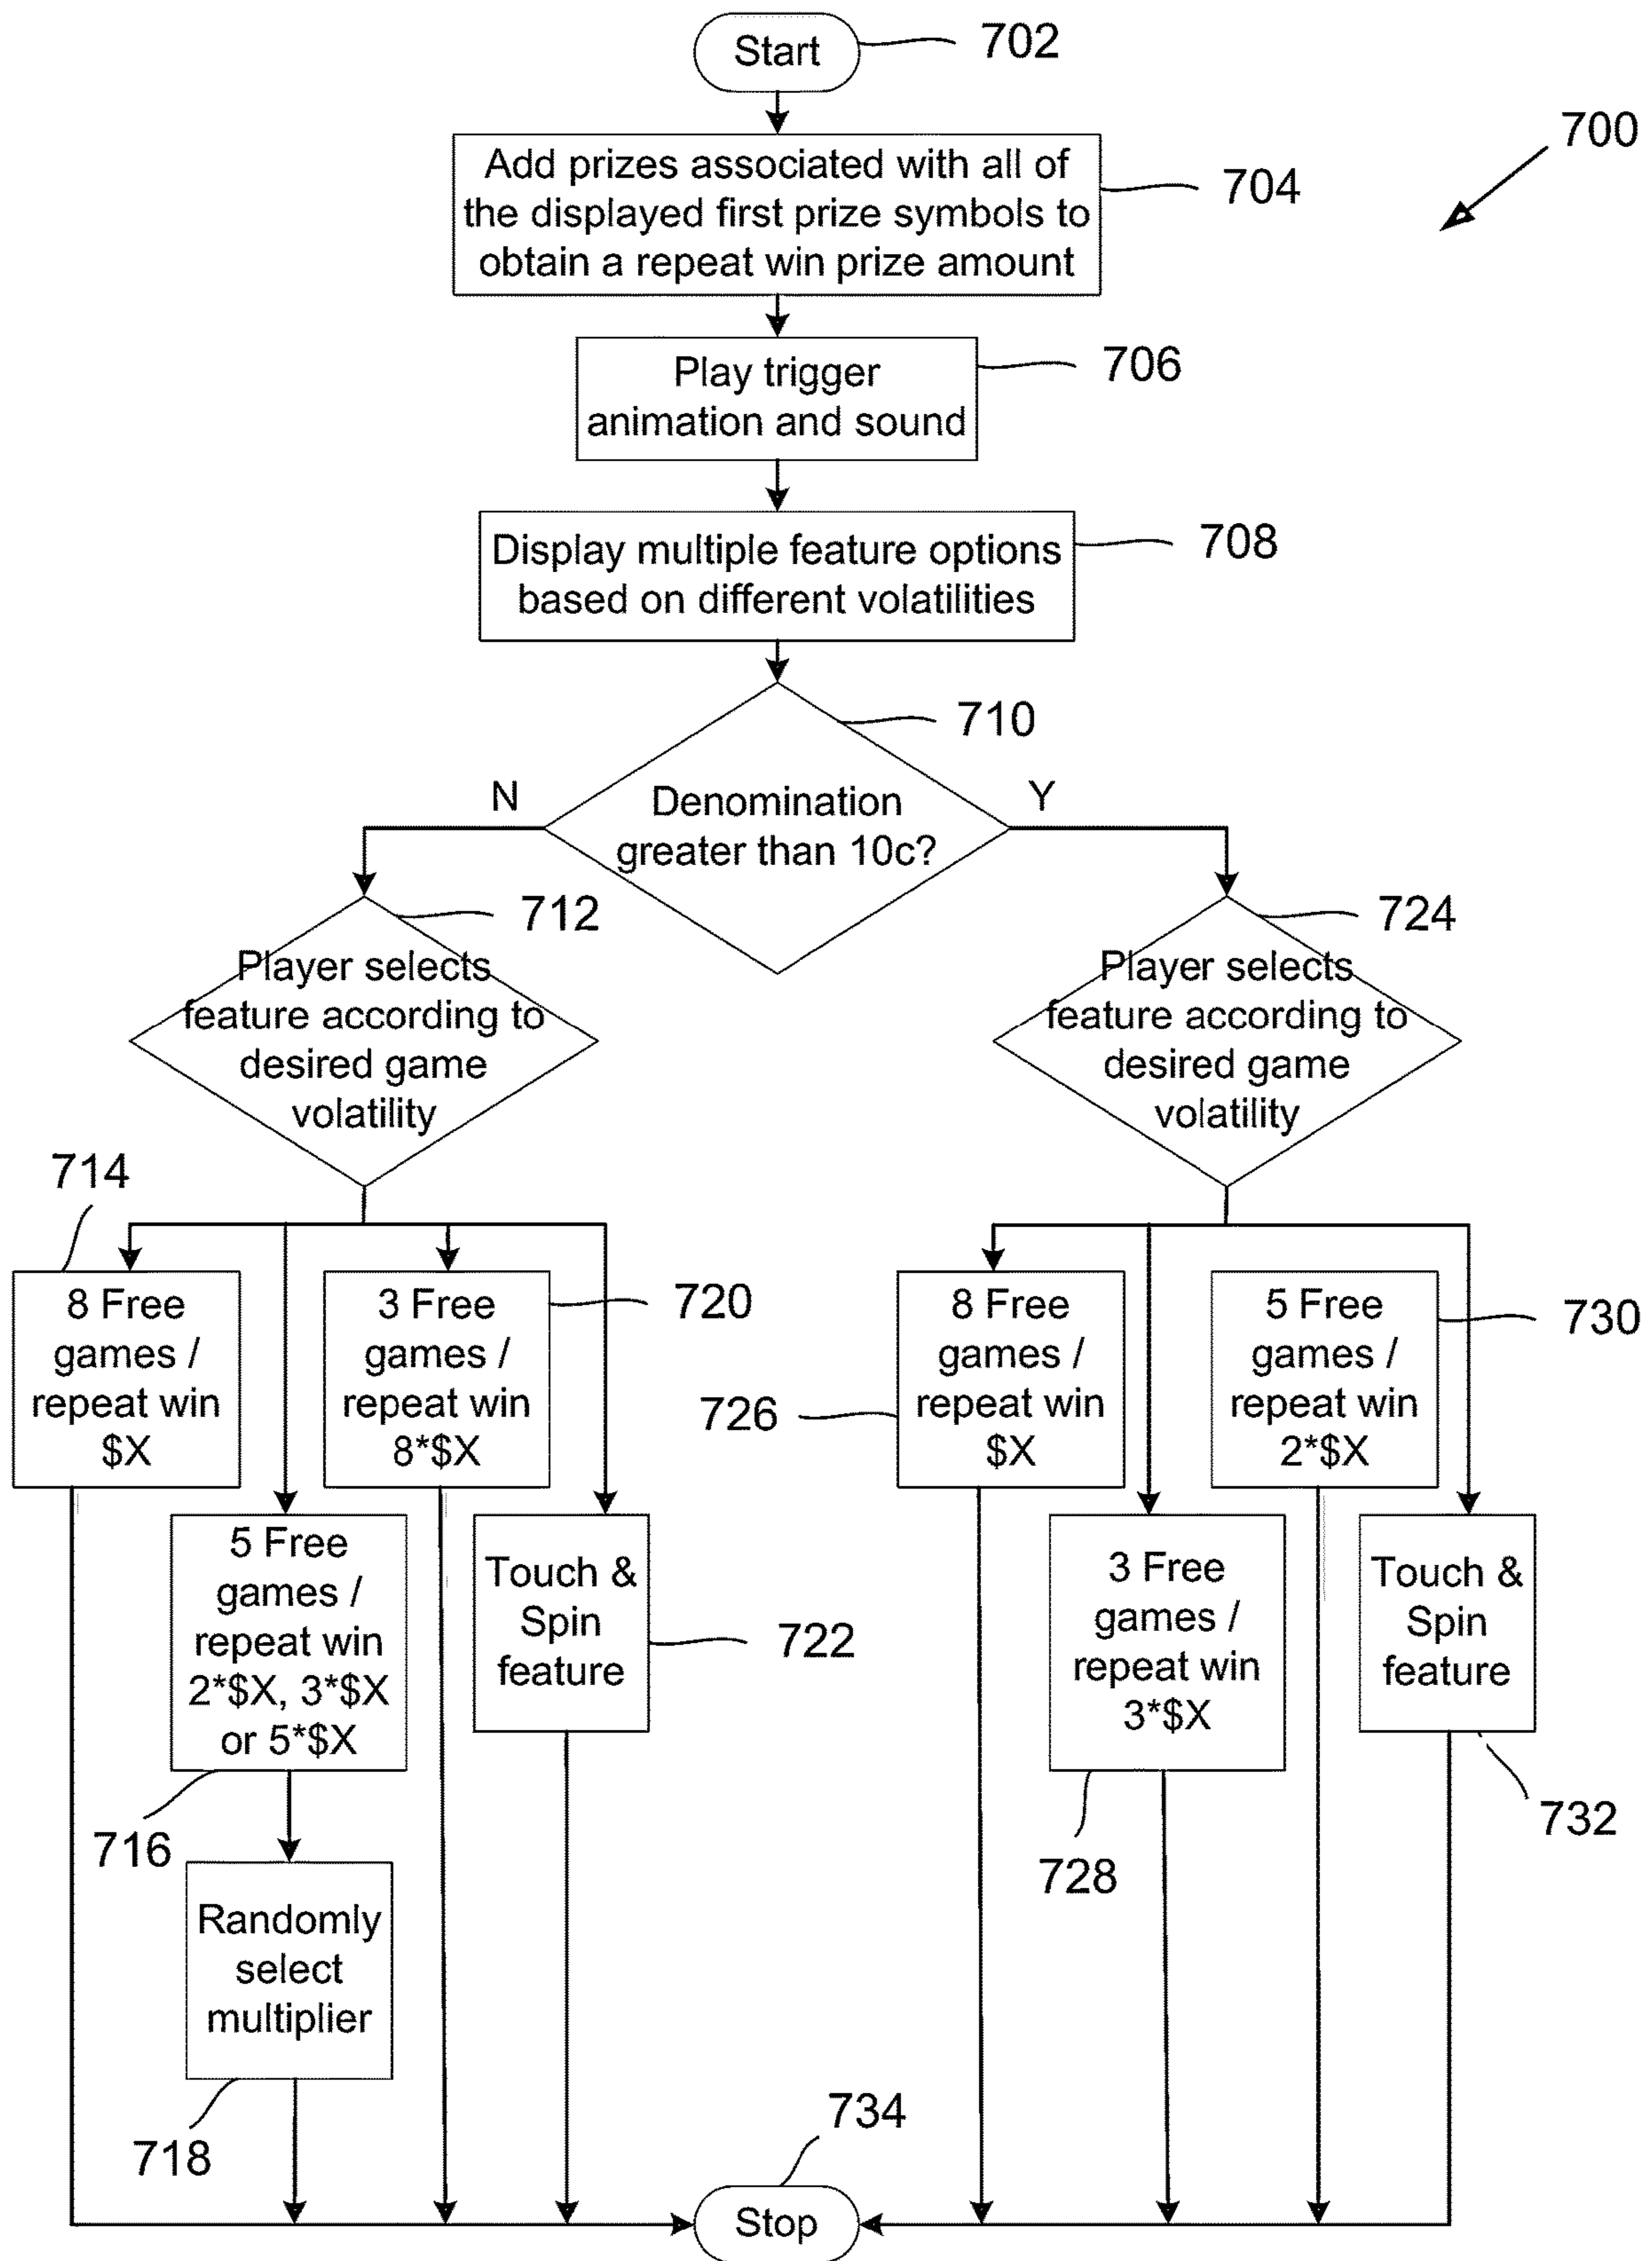 Start
702
700
Add prizes associated with all of
the displayed first prize symbols to
obtain a repeat win prize amount
704
Play trigger
animation and sound
706
Display multiple feature options
based on different volatilities
708
710
N
Y
Denomination
greater than 10c?
712
Player selects
feature according to
desired game
volatility
724
Player selects
feature according to
desired game
volatility
714
8 Free
games /
repeat win
$X
3 Free
games /
repeat win
8*$X
720
726
8 Free
games /
repeat win
$X
5 Free
games /
repeat win
2*$X
730
5 Free
games /
repeat win
2*$X, 3*$X
or 5*$X
716
Touch &
Spin
feature
722
3 Free
games /
repeat win
3*$X
728
Touch &
Spin
feature
732
Randomly
select
multiplier
718
734
Stop